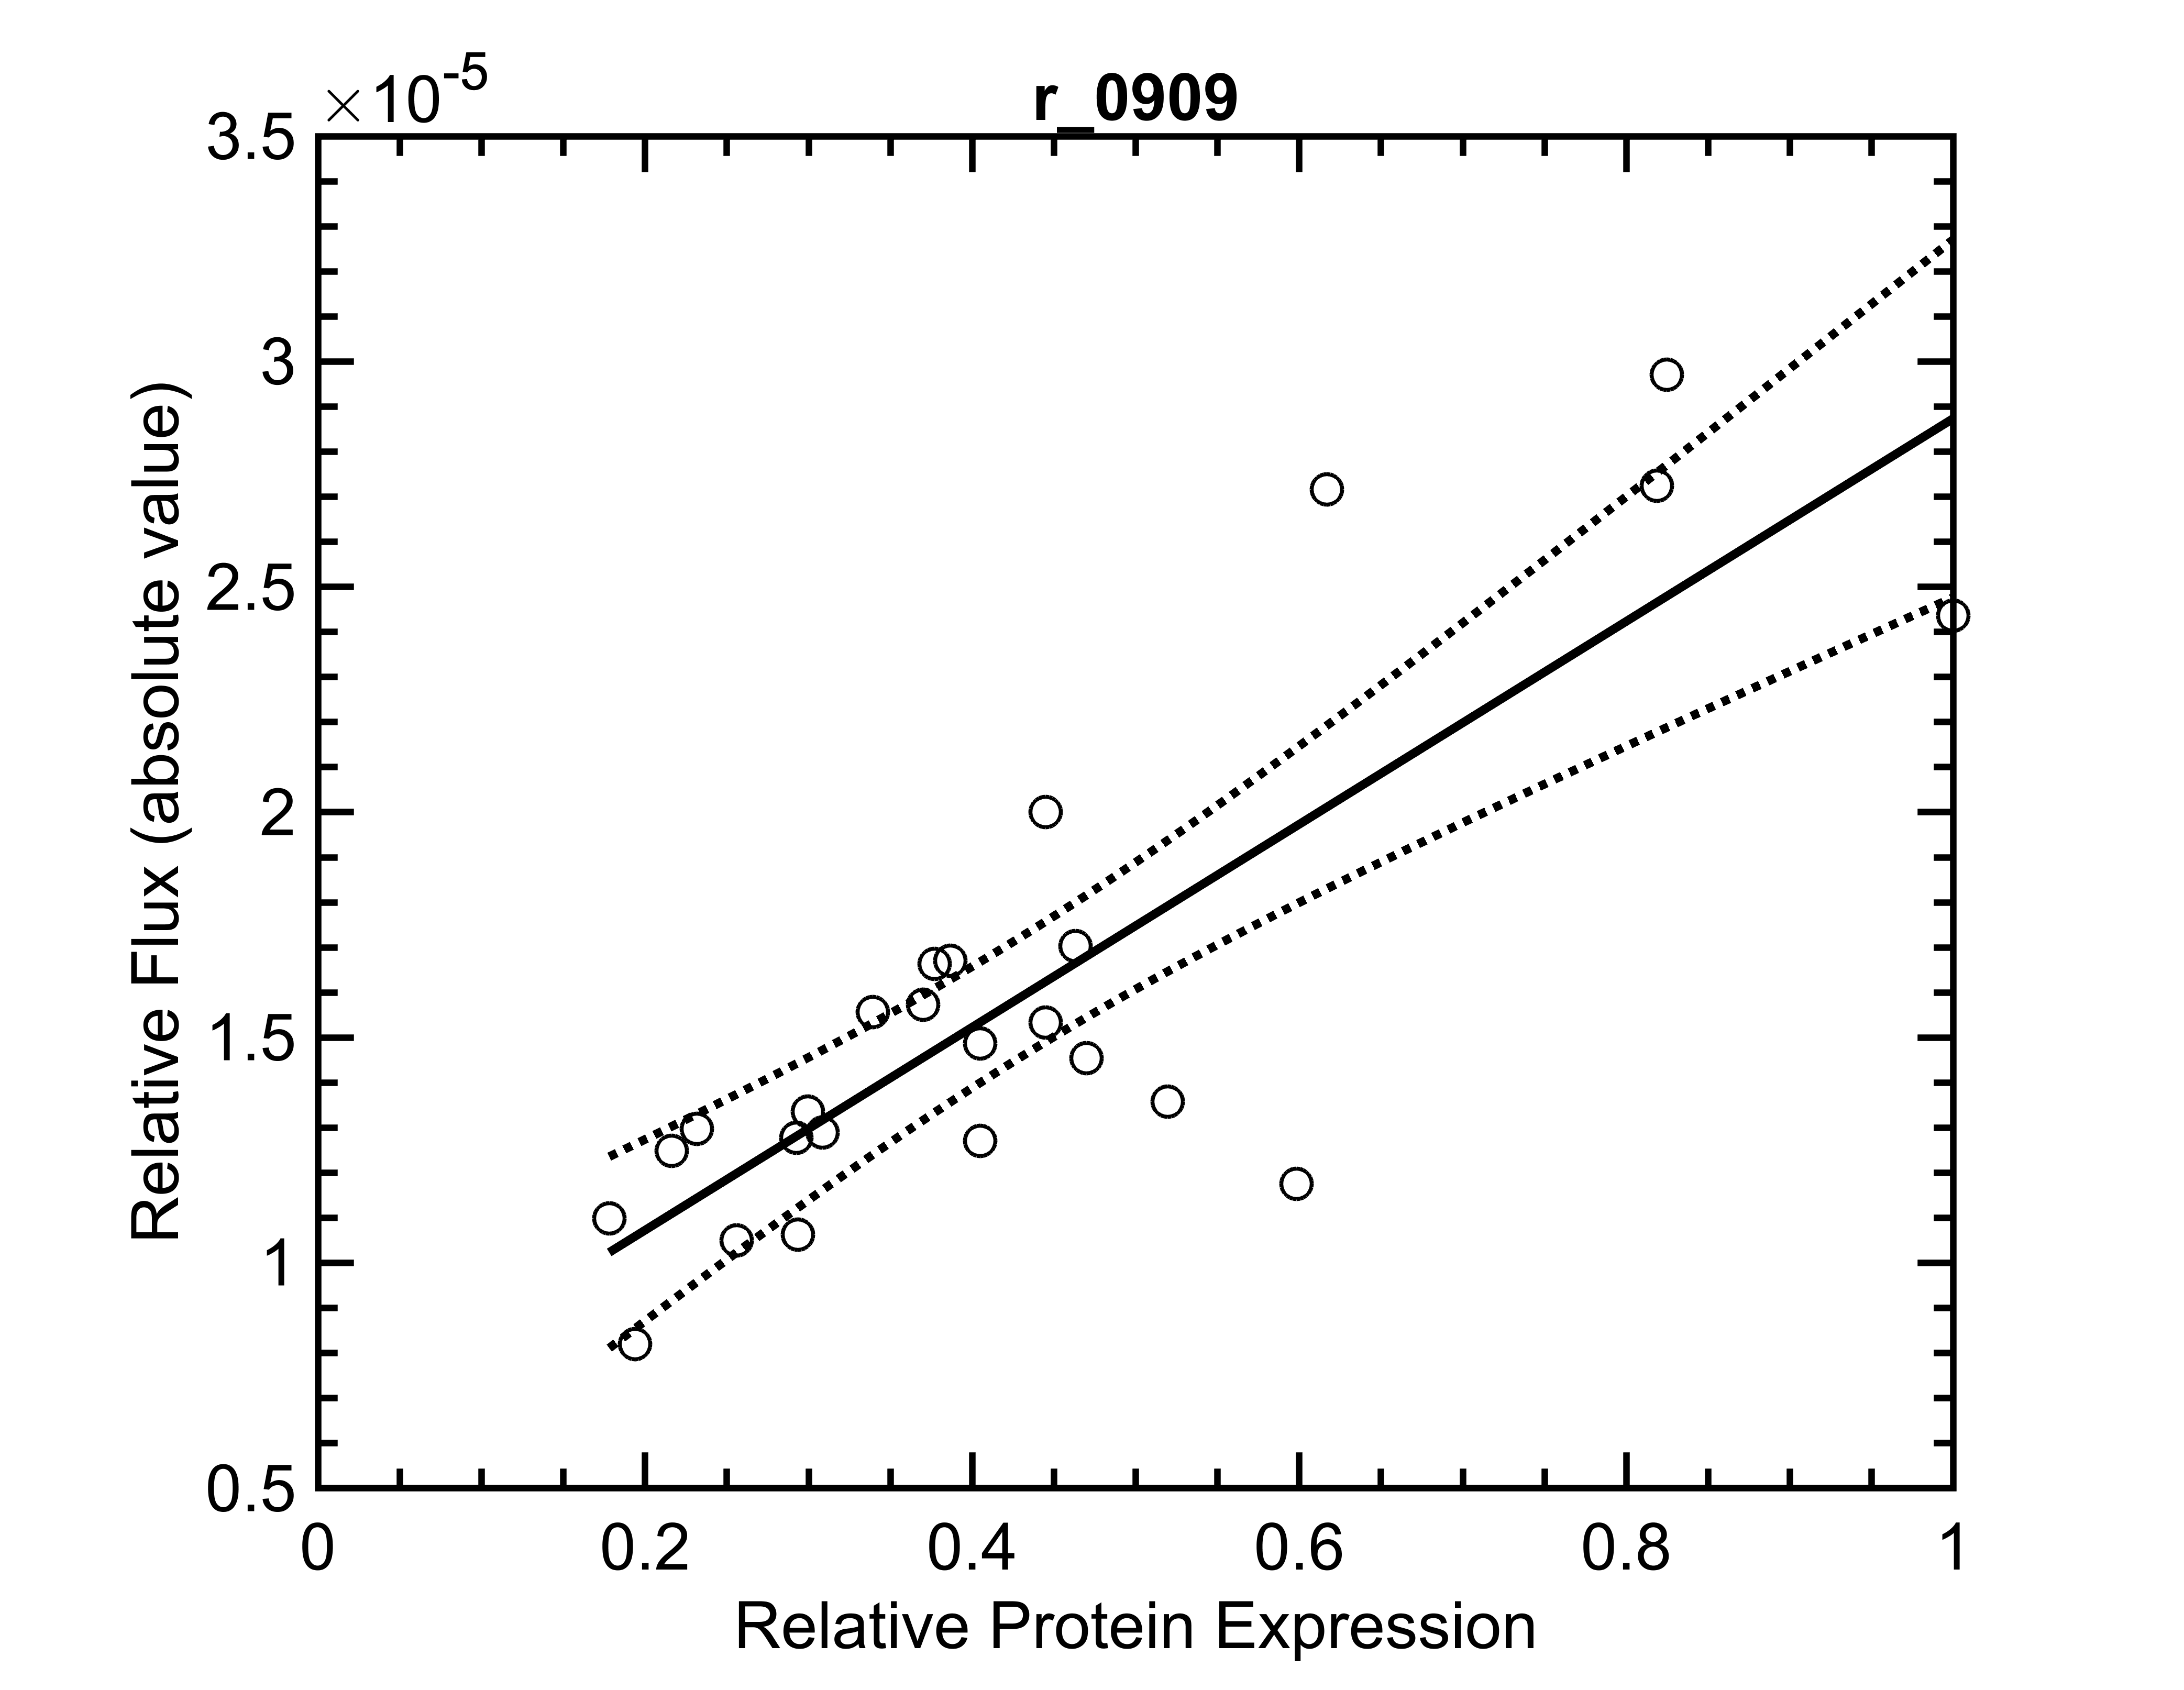 ×10-5
r_0909
3.5
3
2.5
2
1.5
1
0.5
Relative Flux (absolute value)
0 0.2 0.4 0.6 0.8 1
Relative Protein Expression